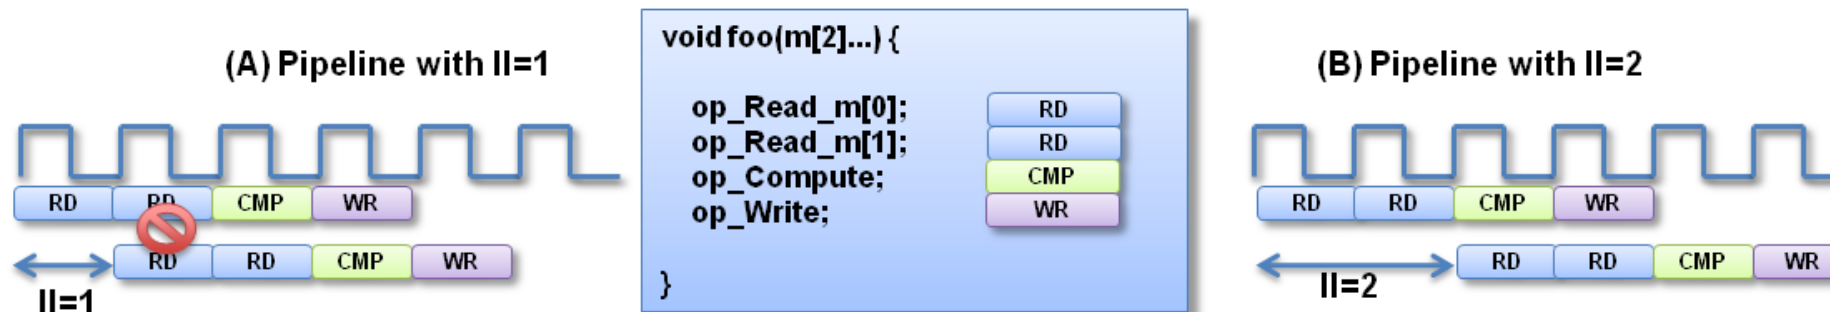 (A) Pipeline with II=1
RD RD CMP WR
RD RD CMP WR
II=1
void foo(m[2]...) {
op_Read_m[0]; RD
op_Read_m[1]; RD
op_Compute; CMP
op_Write; WR
}
(B) Pipeline with II=2
RD RD CMP WR
RD RD CMP WR
II=2